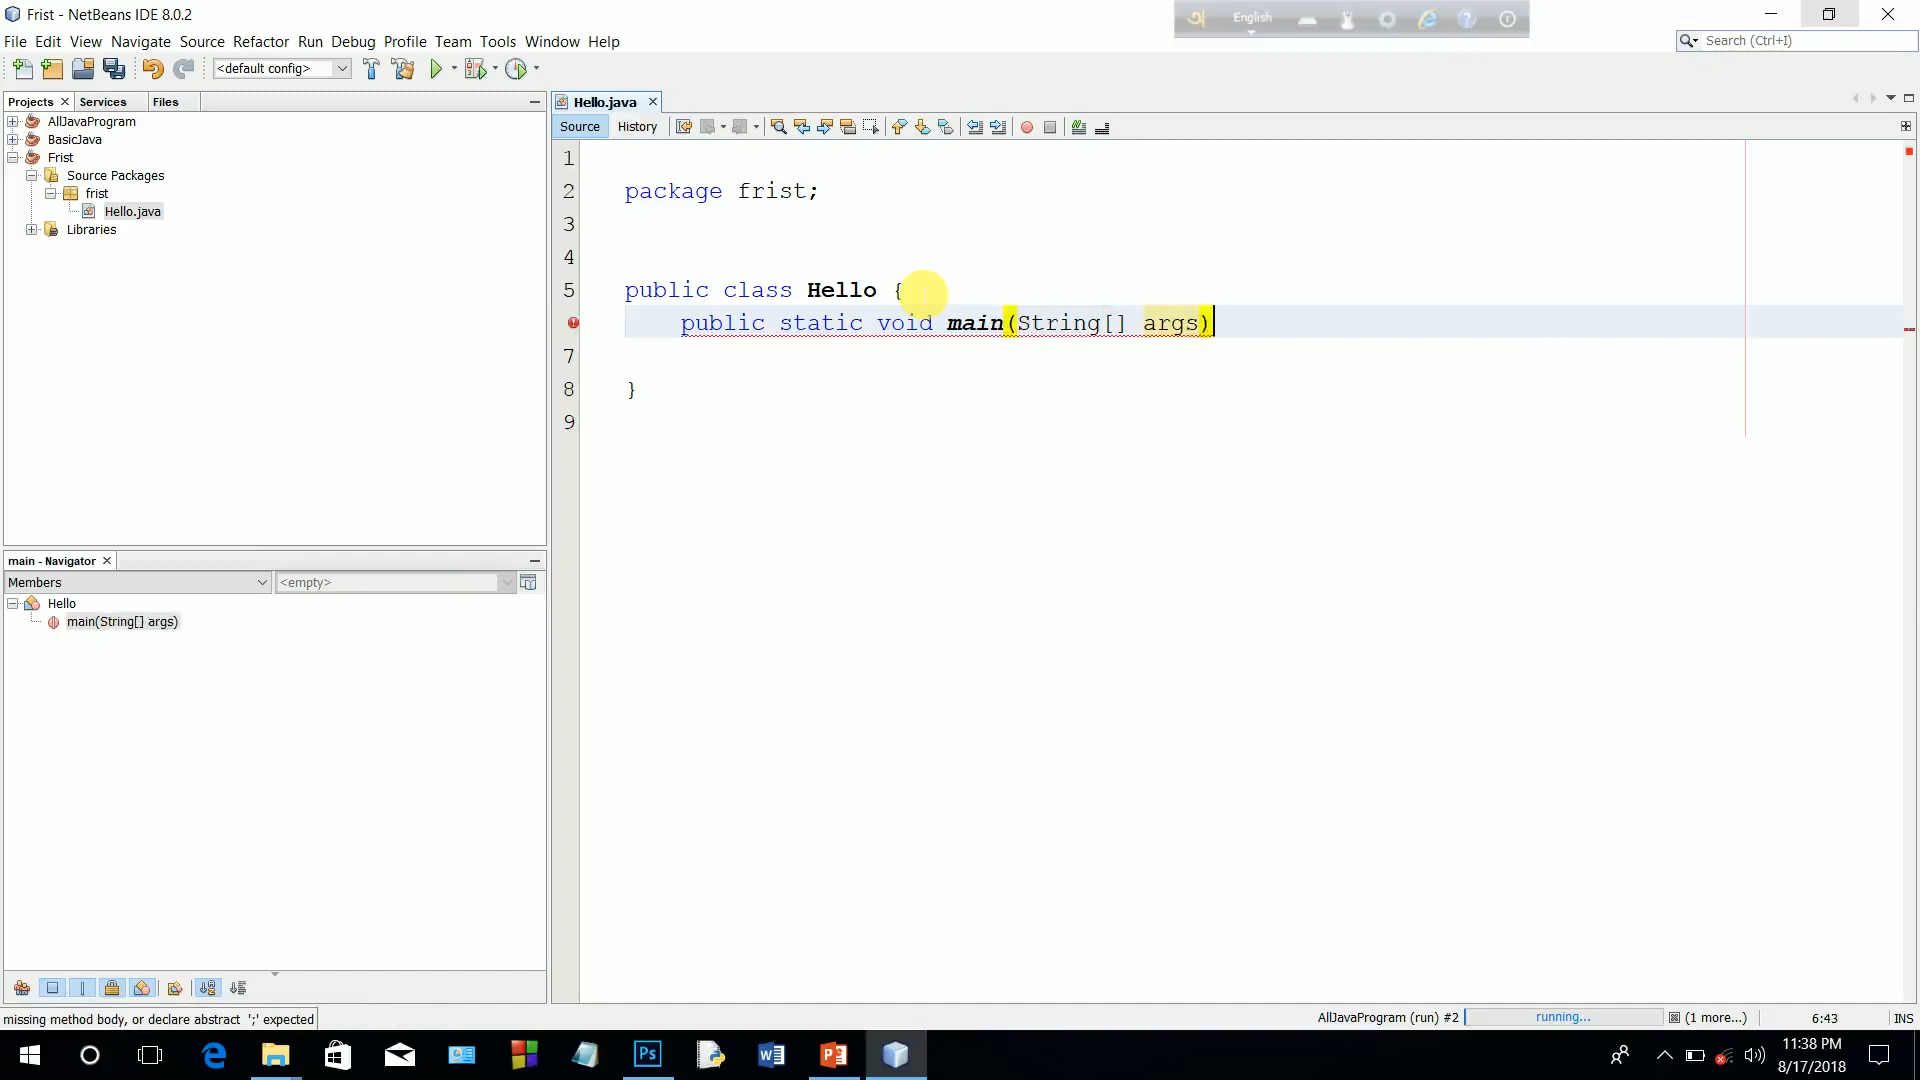 Frist - NetBeans IDE 8.0.2
English
File Edit View Navigate Source Refactor Run Debug Profile Team Tools Window Help
Search (Ctrl+I)
<default config>
Projects Services Files
Hello.java
Source History
AllJavaProgram
BasicJava
Frist
Source Packages
frist
Hello.java
Libraries
1
2 package frist;
3
4
5 public class Hello {
public static void main(String[] args)
7
8 }
9
main - Navigator
Members <empty>
Hello
main(String[] args)
missing method body, or declare abstract ';' expected
AllJavaProgram (run) #2 running... (1 more...) 6:43 INS
11:38 PM
8/17/2018